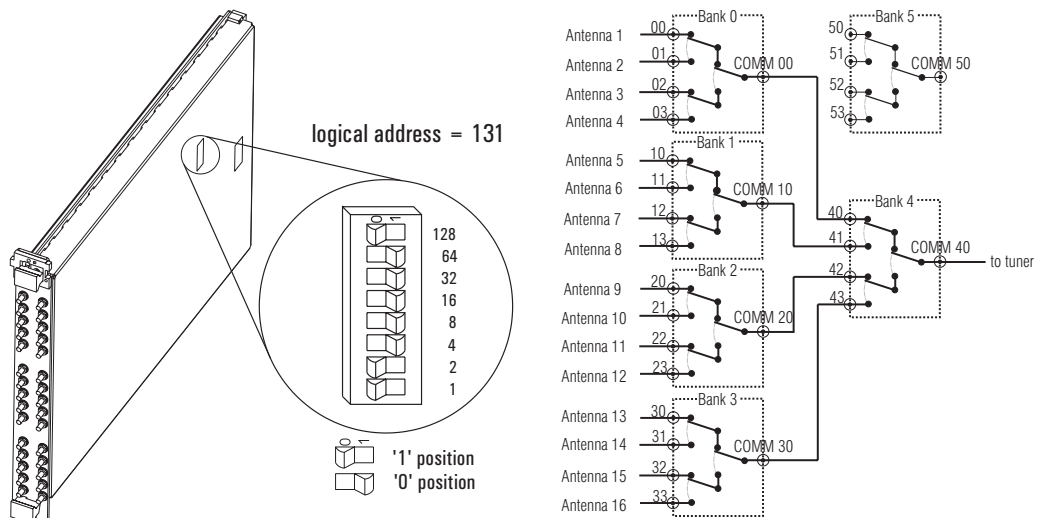 logical address = 131
0 1
128
64
32
16
8
4
2
1
0 1
'1' position
'0' position
Bank 0
Antenna 1 00
Antenna 2 01
COMM 00
Antenna 3 02
Antenna 4 03
Bank 5
50
51
COMM 50
52
53
Bank 1
Antenna 5 10
Antenna 6 11
COMM 10
Antenna 7 12
Antenna 8 13
Bank 4
40
41
COMM 40
to tuner
42
43
Bank 2
Antenna 9 20
Antenna 10 21
COMM 20
Antenna 11 22
Antenna 12 23
Bank 3
Antenna 13 30
Antenna 14 31
COMM 30
Antenna 15 32
Antenna 16 33